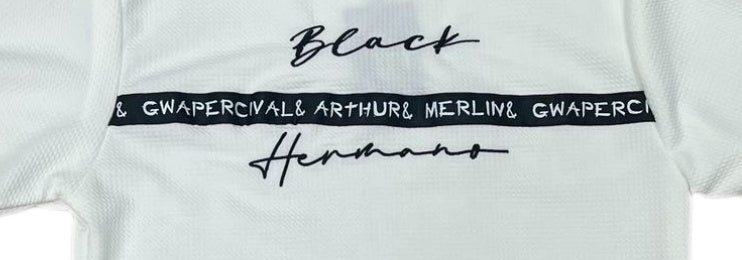 Black
& GWAPERCIVAL& ARTHUR& MERLIN& GWAPERCI
Hermano